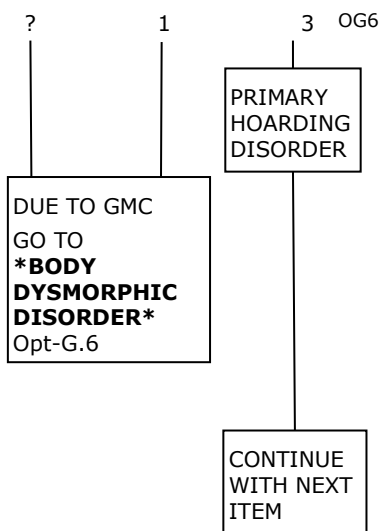 ? 1 3 OG6
PRIMARY
HOARDING
DISORDER
DUE TO GMC
GO TO
*BODY
DYSMORPHIC
DISORDER*
Opt-G.6
CONTINUE
WITH NEXT
ITEM